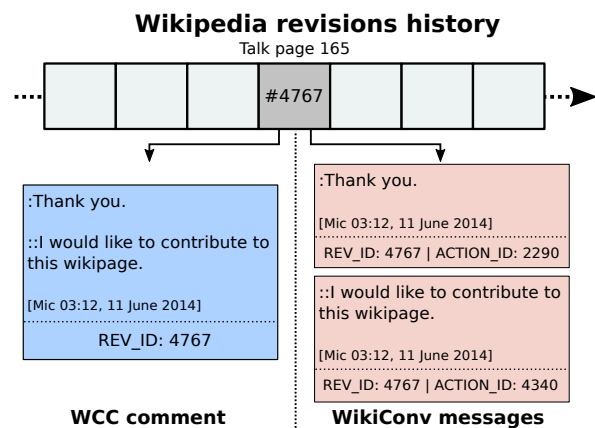 Wikipedia revisions history
Talk page 165
#4767
:Thank you.
::I would like to contribute to
this wikipage.
[Mic 03:12, 11 June 2014]
REV_ID: 4767
WCC comment
:Thank you.
[Mic 03:12, 11 June 2014]
REV_ID: 4767 | ACTION_ID: 2290
::I would like to contribute to
this wikipage.
[Mic 03:12, 11 June 2014]
REV_ID: 4767 | ACTION_ID: 4340
WikiConv messages